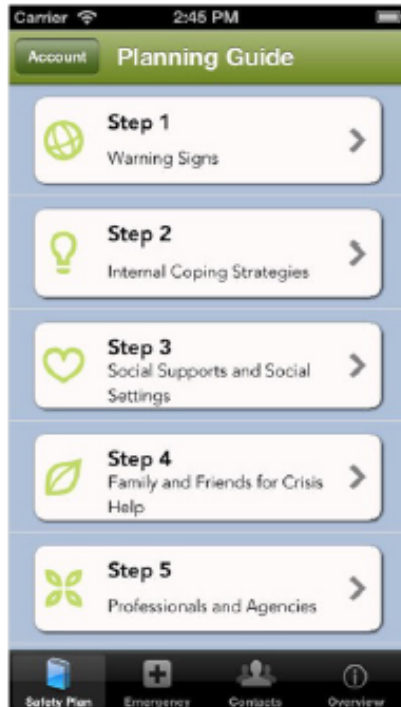 Carrier 2:45 PM
Account Planning Guide
Step 1
Warning Signs
Step 2
Internal Coping Strategies
Step 3
Social Supports and Social
Settings
Step 4
Family and Friends for Crisis
Help
Step 5
Professionals and Agencies
Safety Plan Emergency Contacts Overview